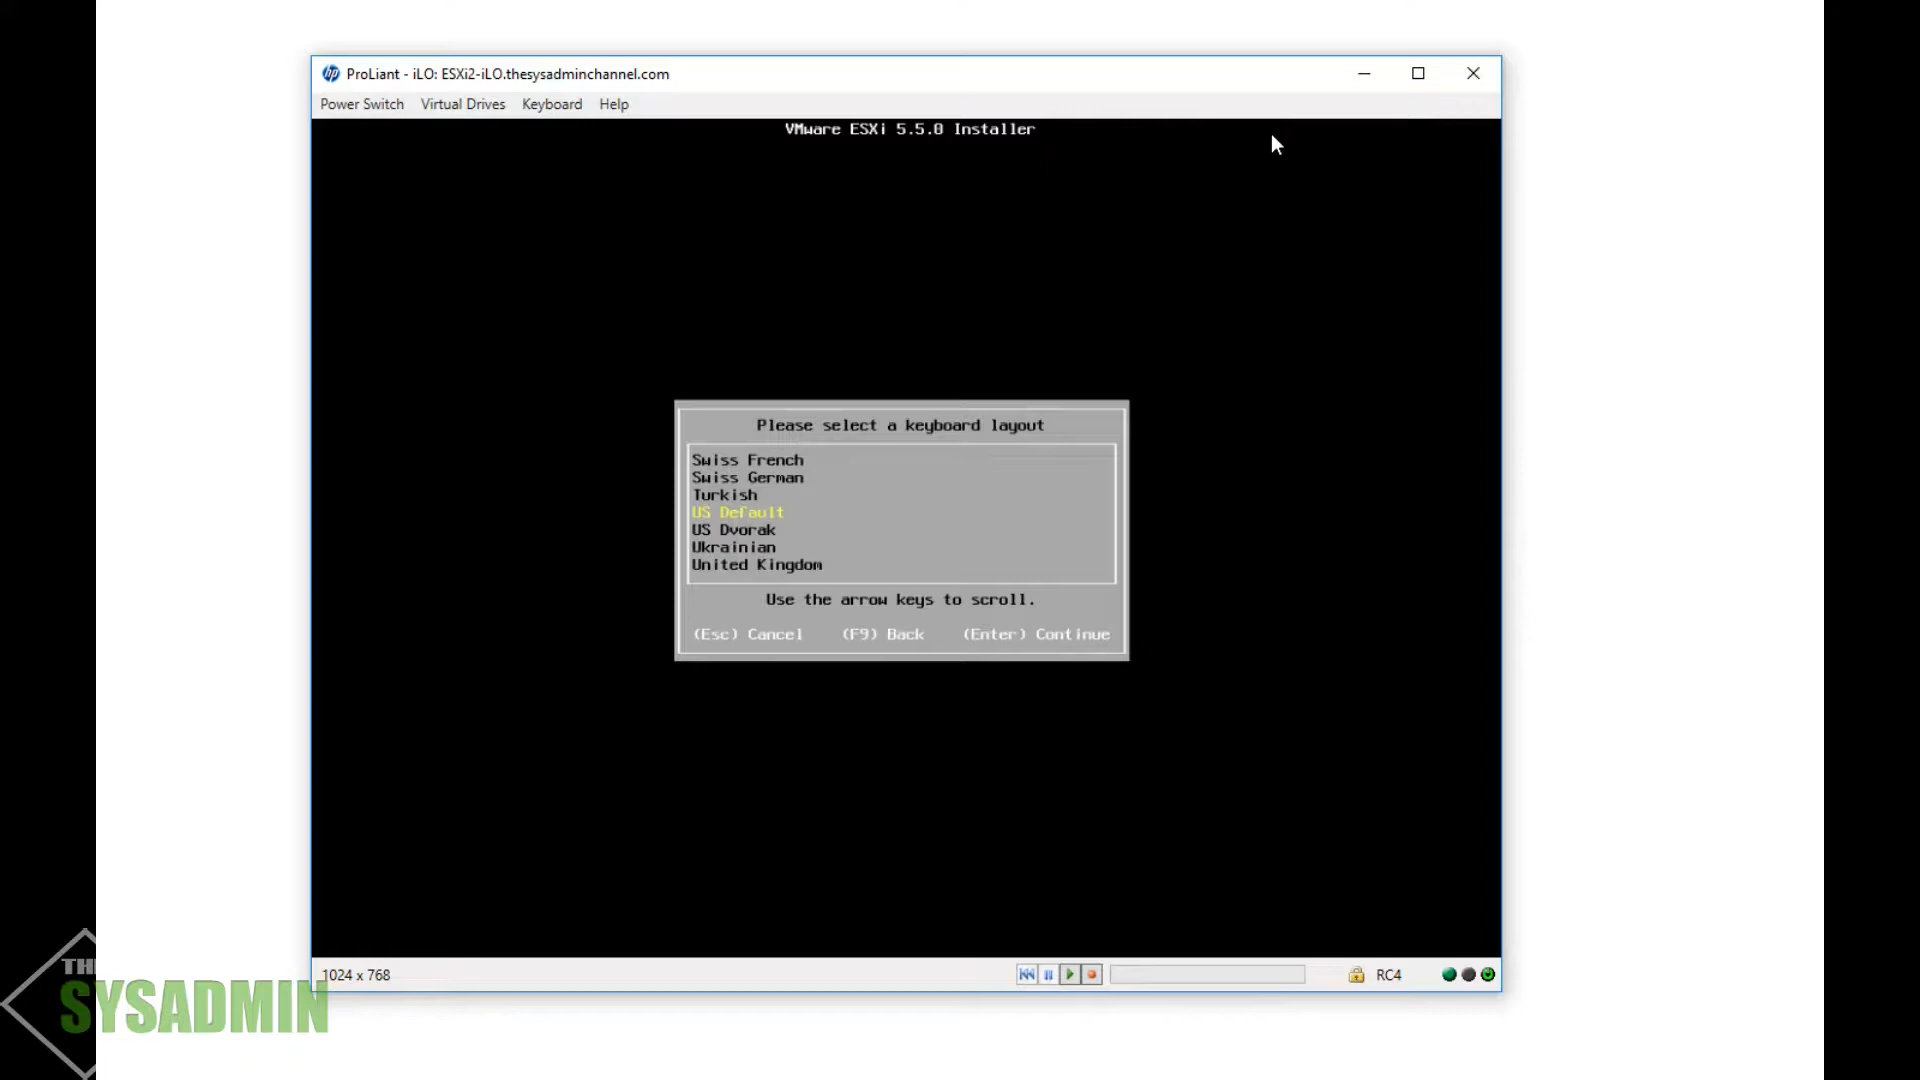 ProLiant - iLO: ESXi2-iLO.thesysadminchannel.com
Power Switch Virtual Drives Keyboard Help
VMware ESXi 5.5.0 Installer
Please select a keyboard layout
Swiss French
Swiss German
Turkish
US Default
US Dvorak
Ukrainian
United Kingdom
Use the arrow keys to scroll.
(Esc) Cancel (F9) Back (Enter) Continue
1024 x 768 RC4
SYSADMIN